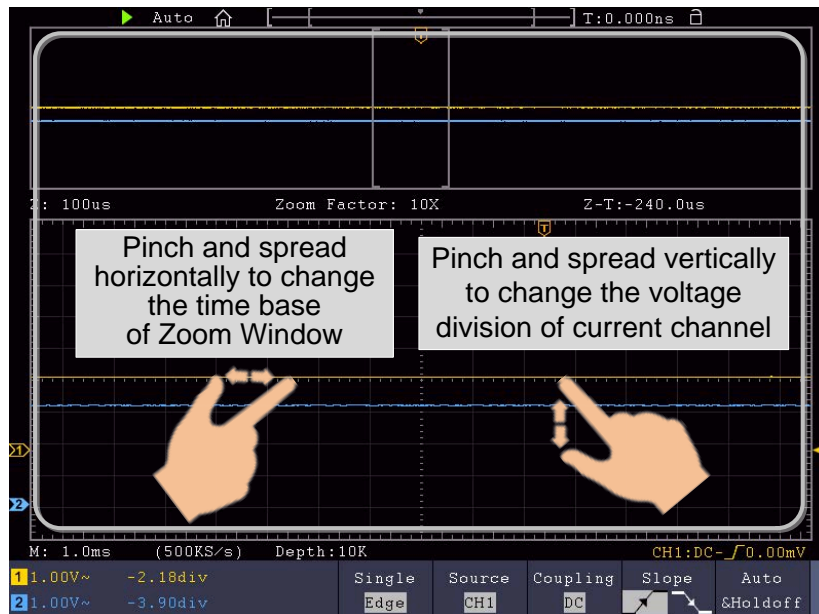 Auto T:0.000ns
T
: 100us Zoom Factor: 10X Z-T:-240.0us
T
Pinch and spread
horizontally to change
the time base
of Zoom Window
Pinch and spread vertically
to change the voltage
division of current channel
1
2
M: 1.0ms (500KS/s) Depth:10K CH1:DC-0.00mV
1 1.00V~ -2.18div Single Source Coupling Slope Auto
2 1.00V~ -3.90div Edge CH1 DC &Holdoff